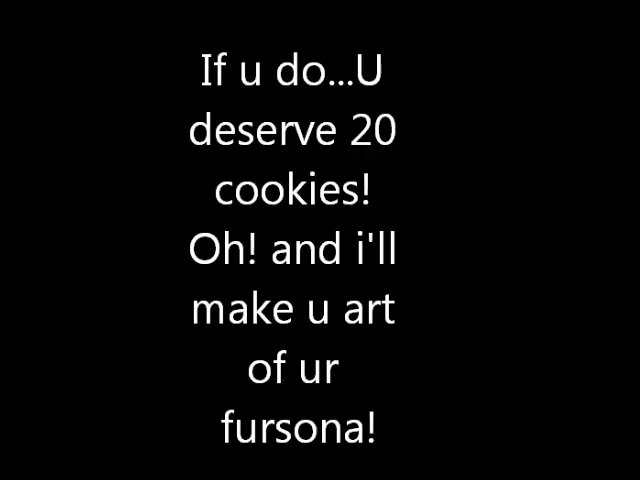 If u do...U
deserve 20
cookies!
Oh! and i'll
make u art
of ur
fursona!